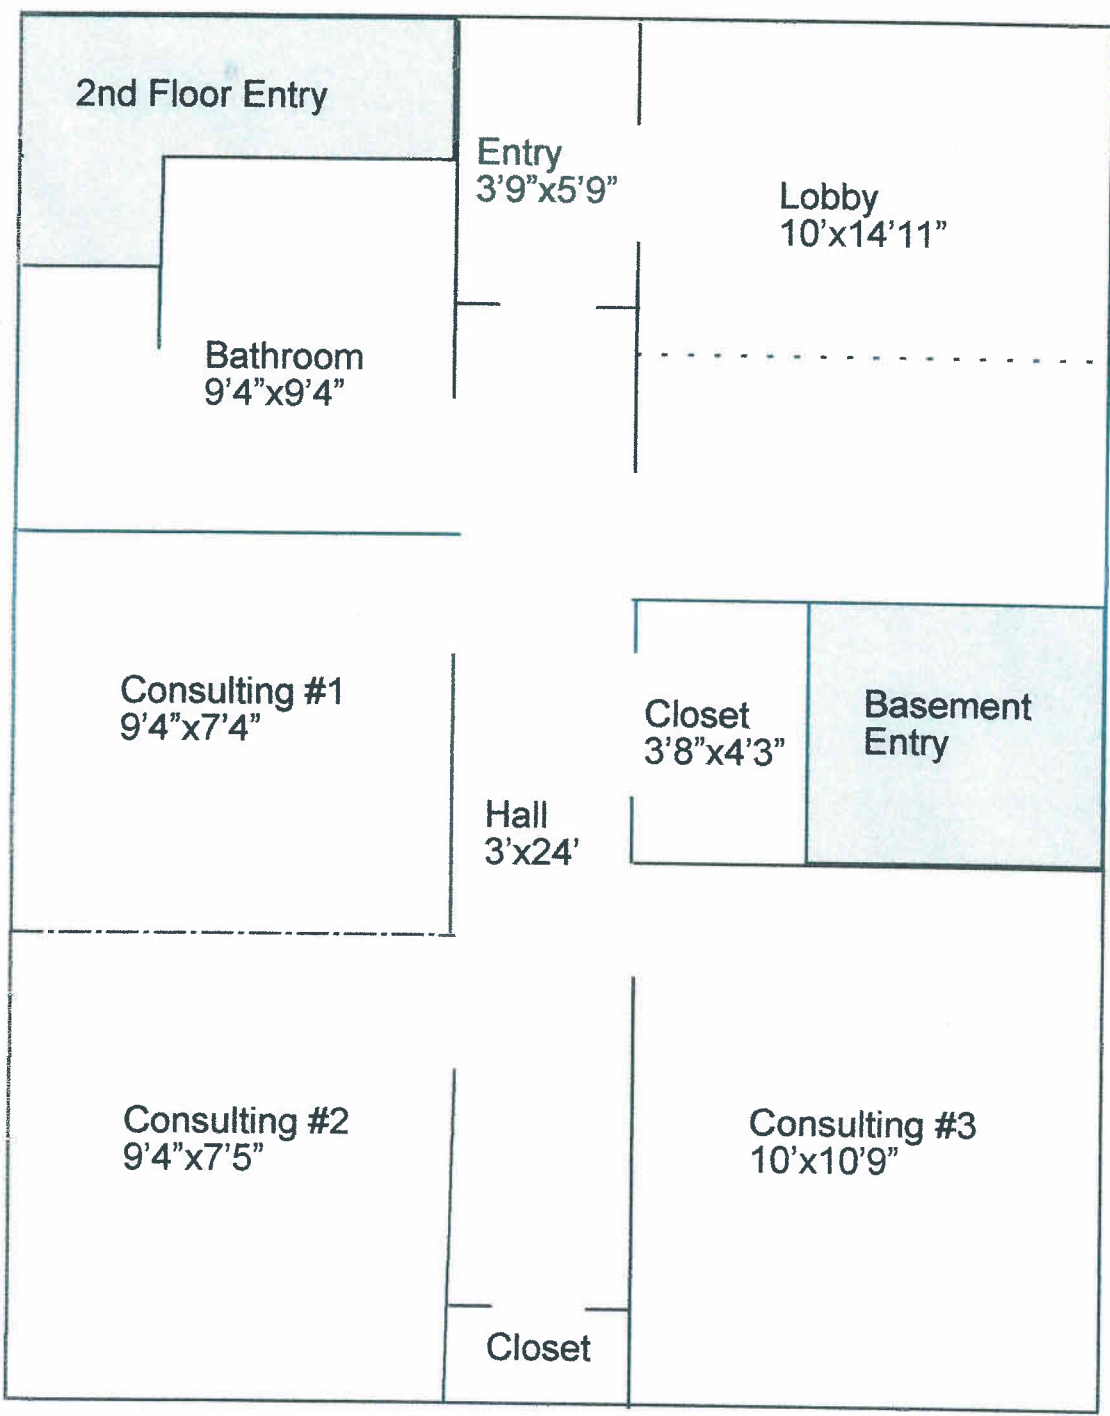 2nd Floor Entry
Entry
3’9”x5’9”
Lobby
10’x14’11”
Bathroom
9’4”x9’4”
Consulting #1
9’4”x7’4”
Closet
3’8”x4’3”
Basement
Entry
Hall
3’x24’
Consulting #2
9’4”x7’5”
Consulting #3
10’x10’9”
Closet